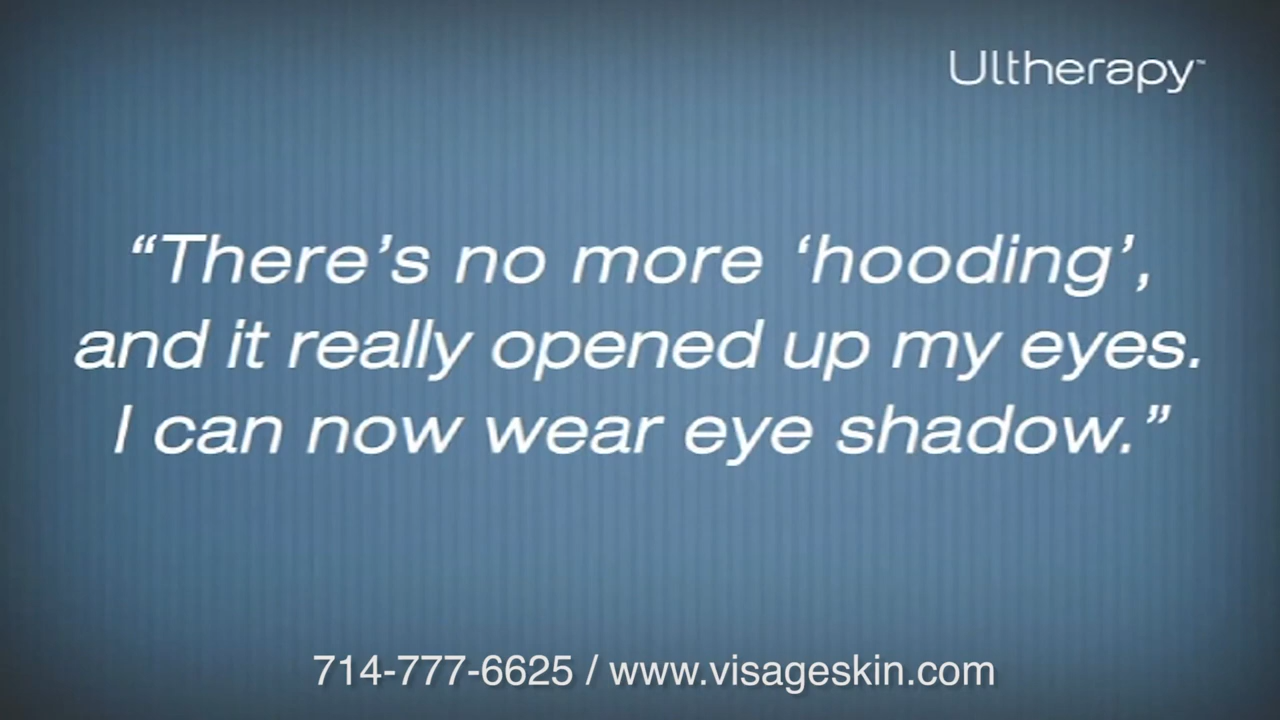 Ultherapy™
“There’s no more ‘hooding’,
and it really opened up my eyes.
I can now wear eye shadow.”
714-777-6625 / www.visageskin.com